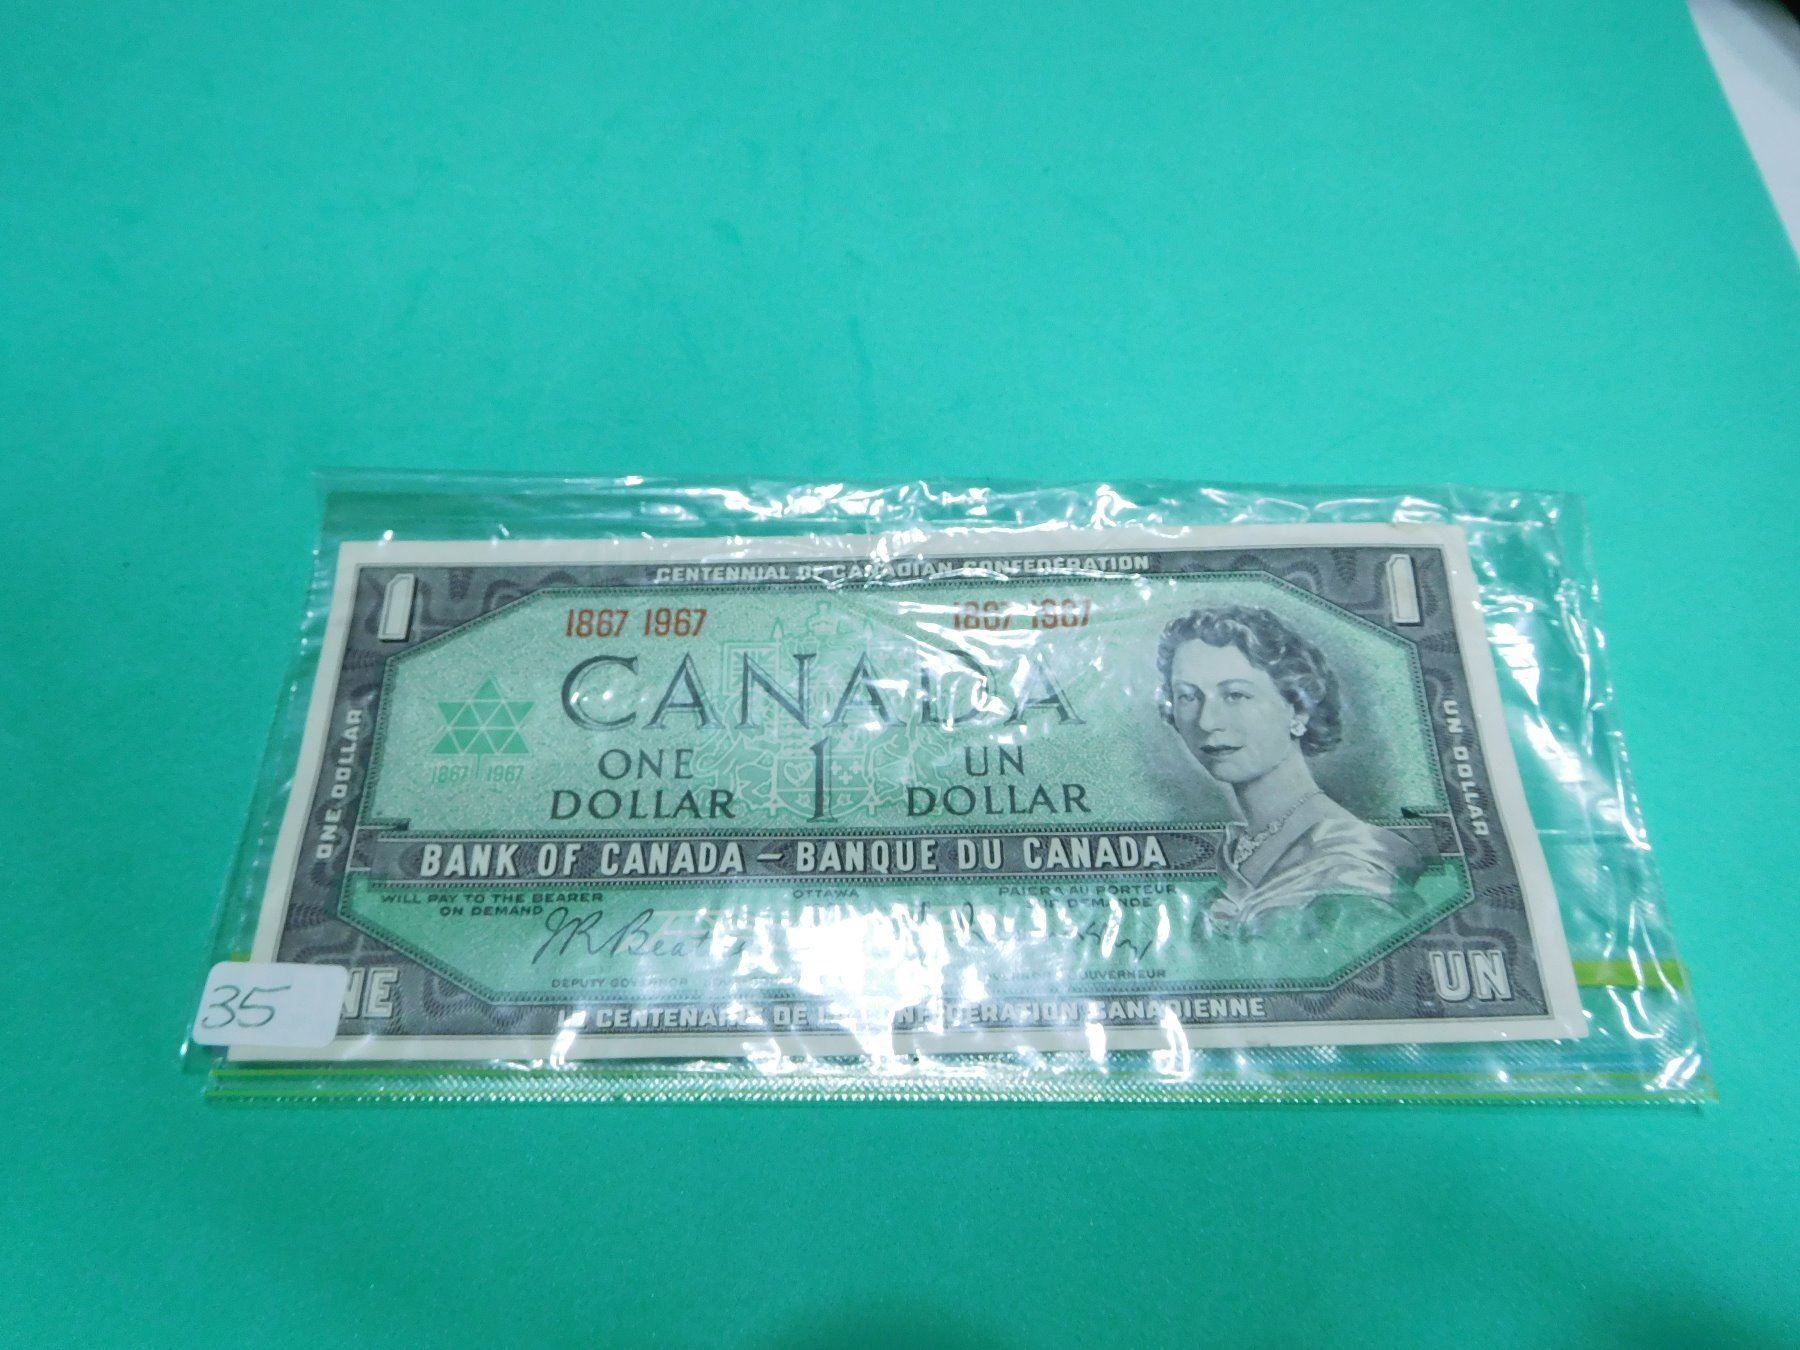 1
CENTENNIAL OF CANADIAN CONFEDERATION
1
1867 1967
1867 1967
CANADA
1867 1967
ONE DOLLAR
1
UN DOLLAR
ONE DOLLAR
UN DOLLAR
BANK OF CANADA – BANQUE DU CANADA
WILL PAY TO THE BEARER
ON DEMAND
OTTAWA
PAIERA AU PORTEUR
SUR DEMANDE
JRBeattie
DEPUTY GOVERNOR
GOUVERNEUR
NE
UN
LE CENTENAIRE DE LA CONFÉDÉRATION CANADIENNE
35